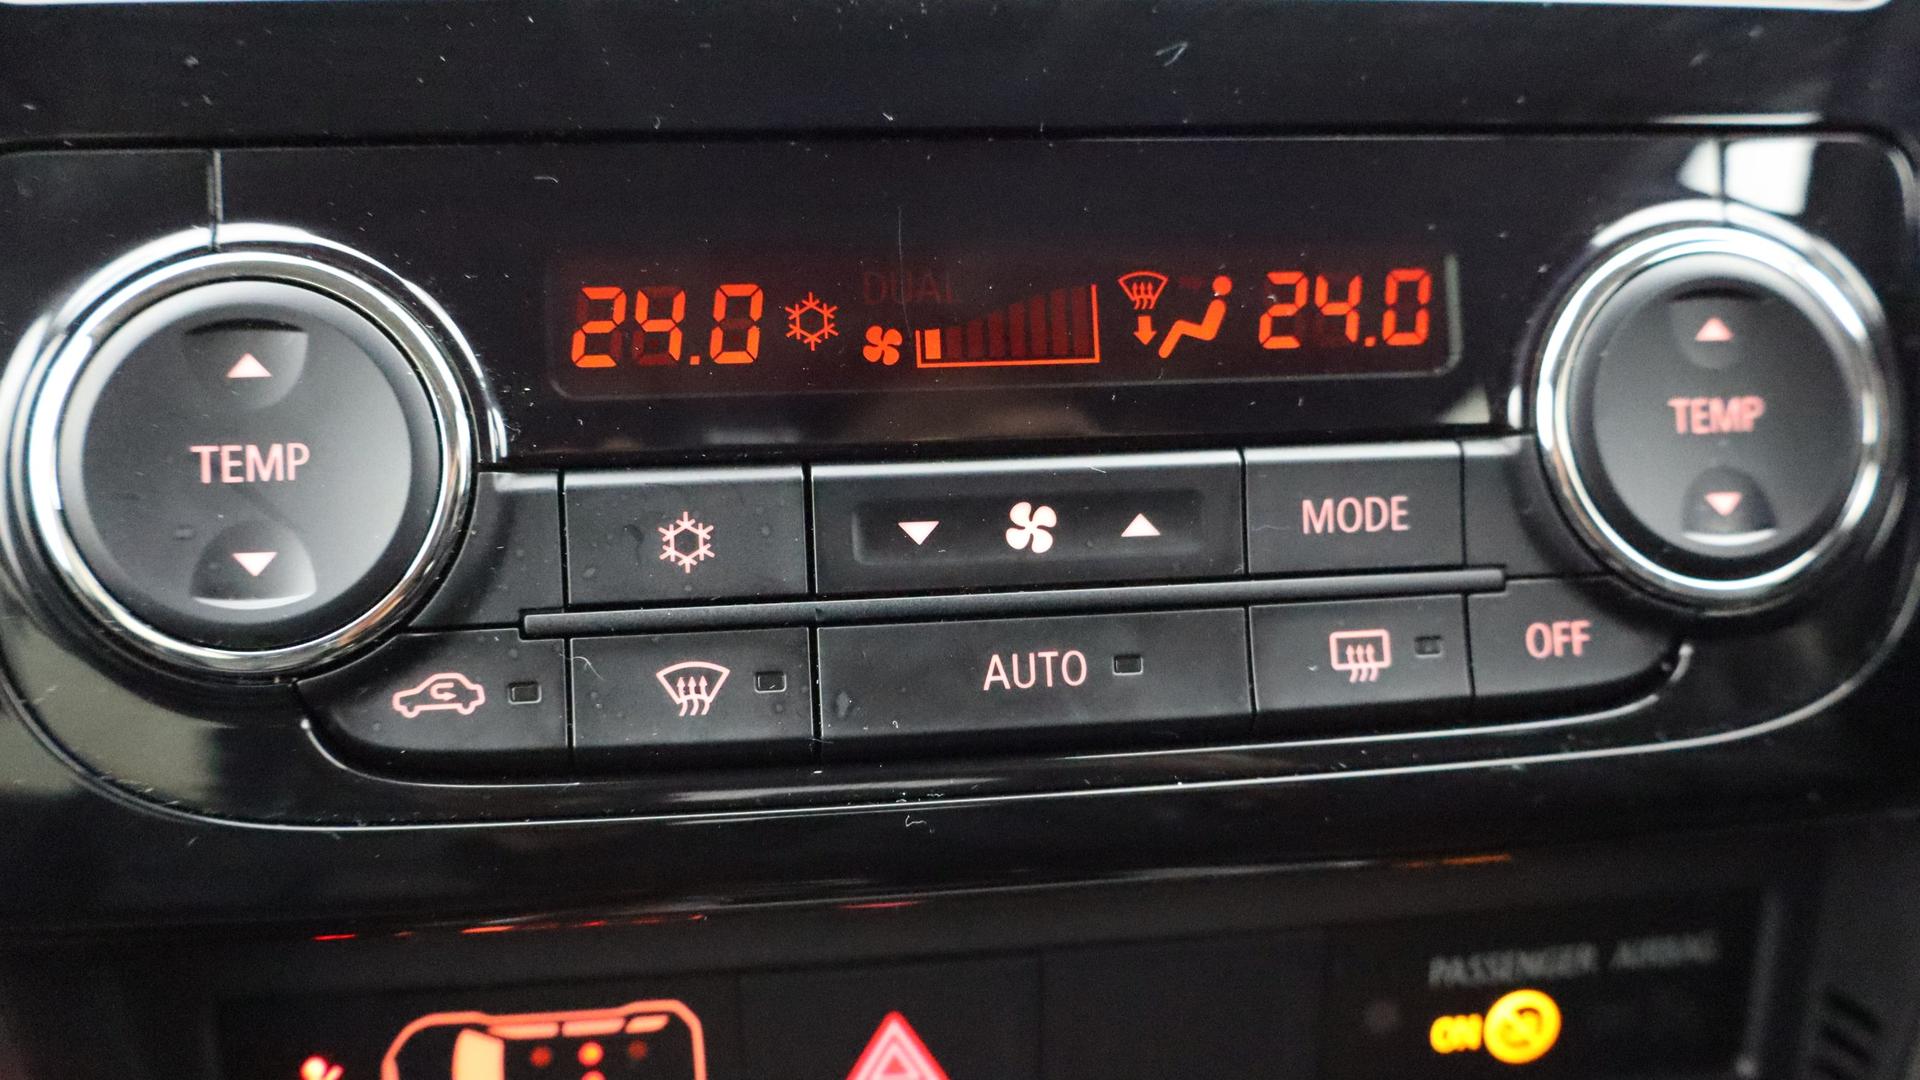 DUAL
24.0 24.0
TEMP
TEMP
MODE
AUTO
OFF
PASSENGER AIRBAG
ON